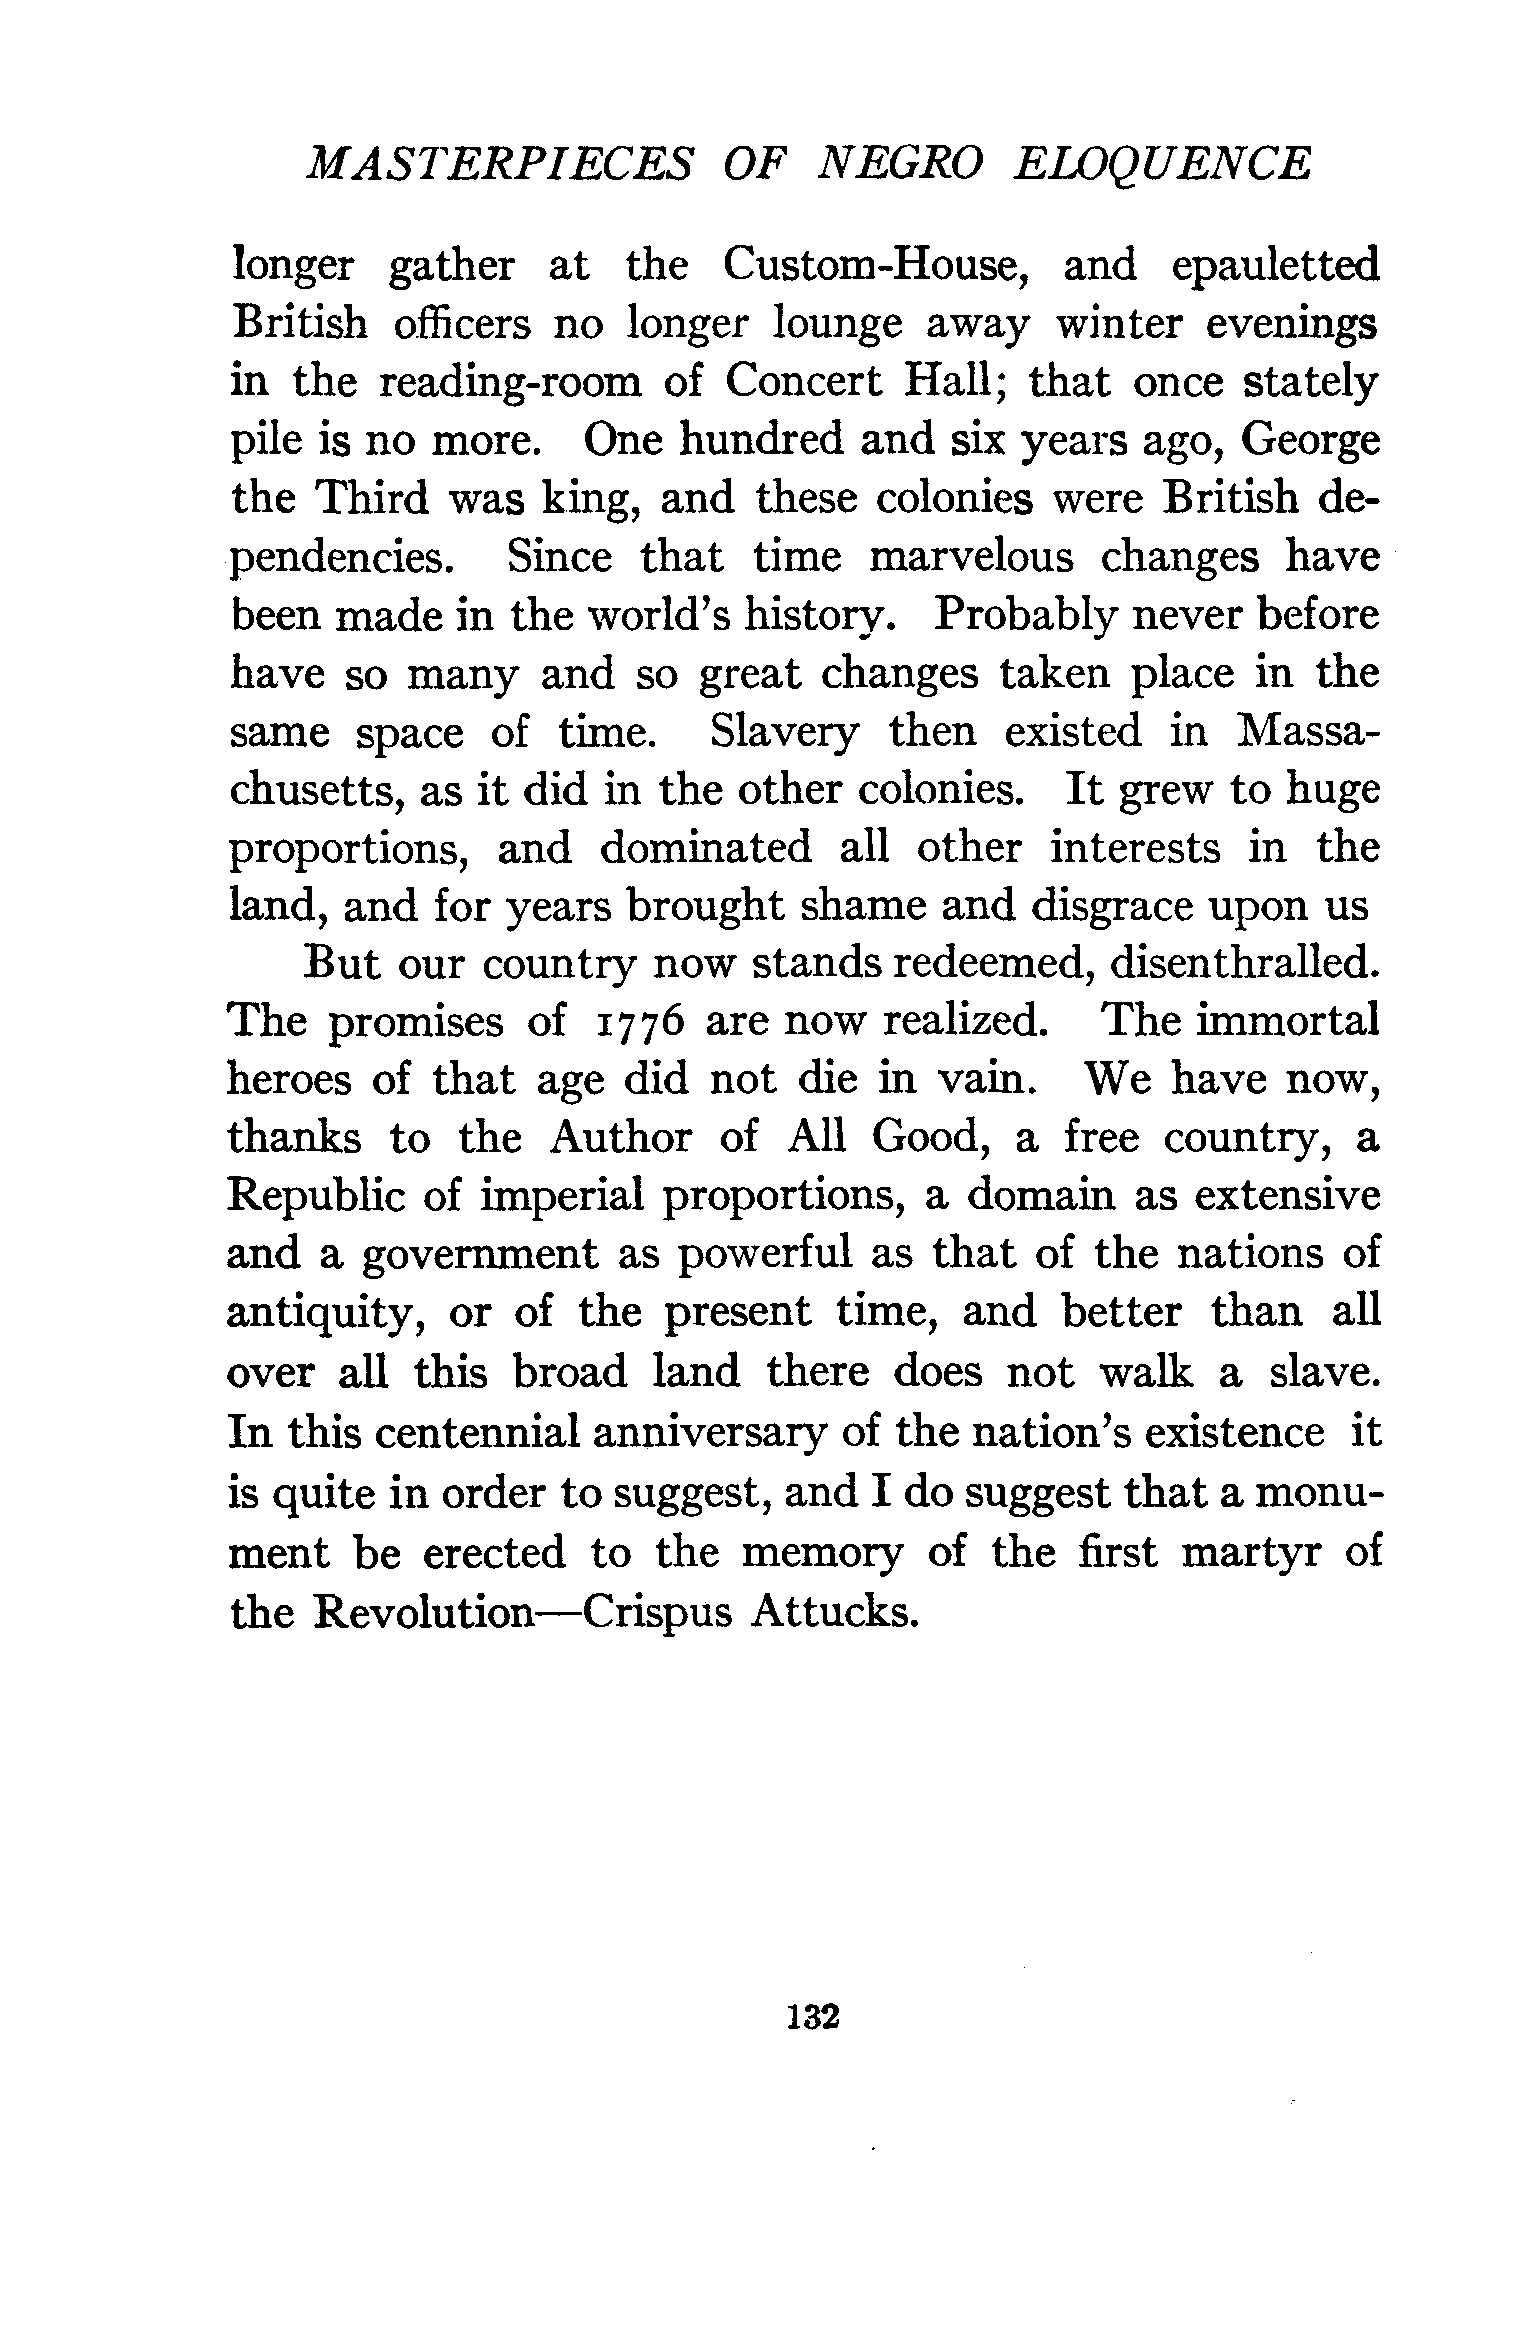 MASTERPIECES OF NEGRO ELOQUENCE
longer gather at the Custom-House, and epauletted
British officers no longer lounge away winter evenings
in the reading-room of Concert Hall; that once stately
pile is no more. One hundred and six years ago, George
the Third was king, and these colonies were British de-
pendencies. Since that time marvelous changes have
been made in the world's history. Probably never before
have so many and so great changes taken place in the
same space of time. Slavery then existed in Massa-
chusetts, as it did in the other colonies. It grew to huge
proportions, and dominated all other interests in the
land, and for years brought shame and disgrace upon us
But our country now stands redeemed, disenthralled.
The promises of 1776 are now realized. The immortal
heroes of that age did not die in vain. We have now,
thanks to the Author of All Good, a free country, a
Republic of imperial proportions, a domain as extensive
and a government as powerful as that of the nations of
antiquity, or of the present time, and better than all
over all this broad land there does not walk a slave.
In this centennial anniversary of the nation's existence it
is quite in order to suggest, and I do suggest that a monu-
ment be erected to the memory of the first martyr of
the Revolution—Crispus Attucks.
132